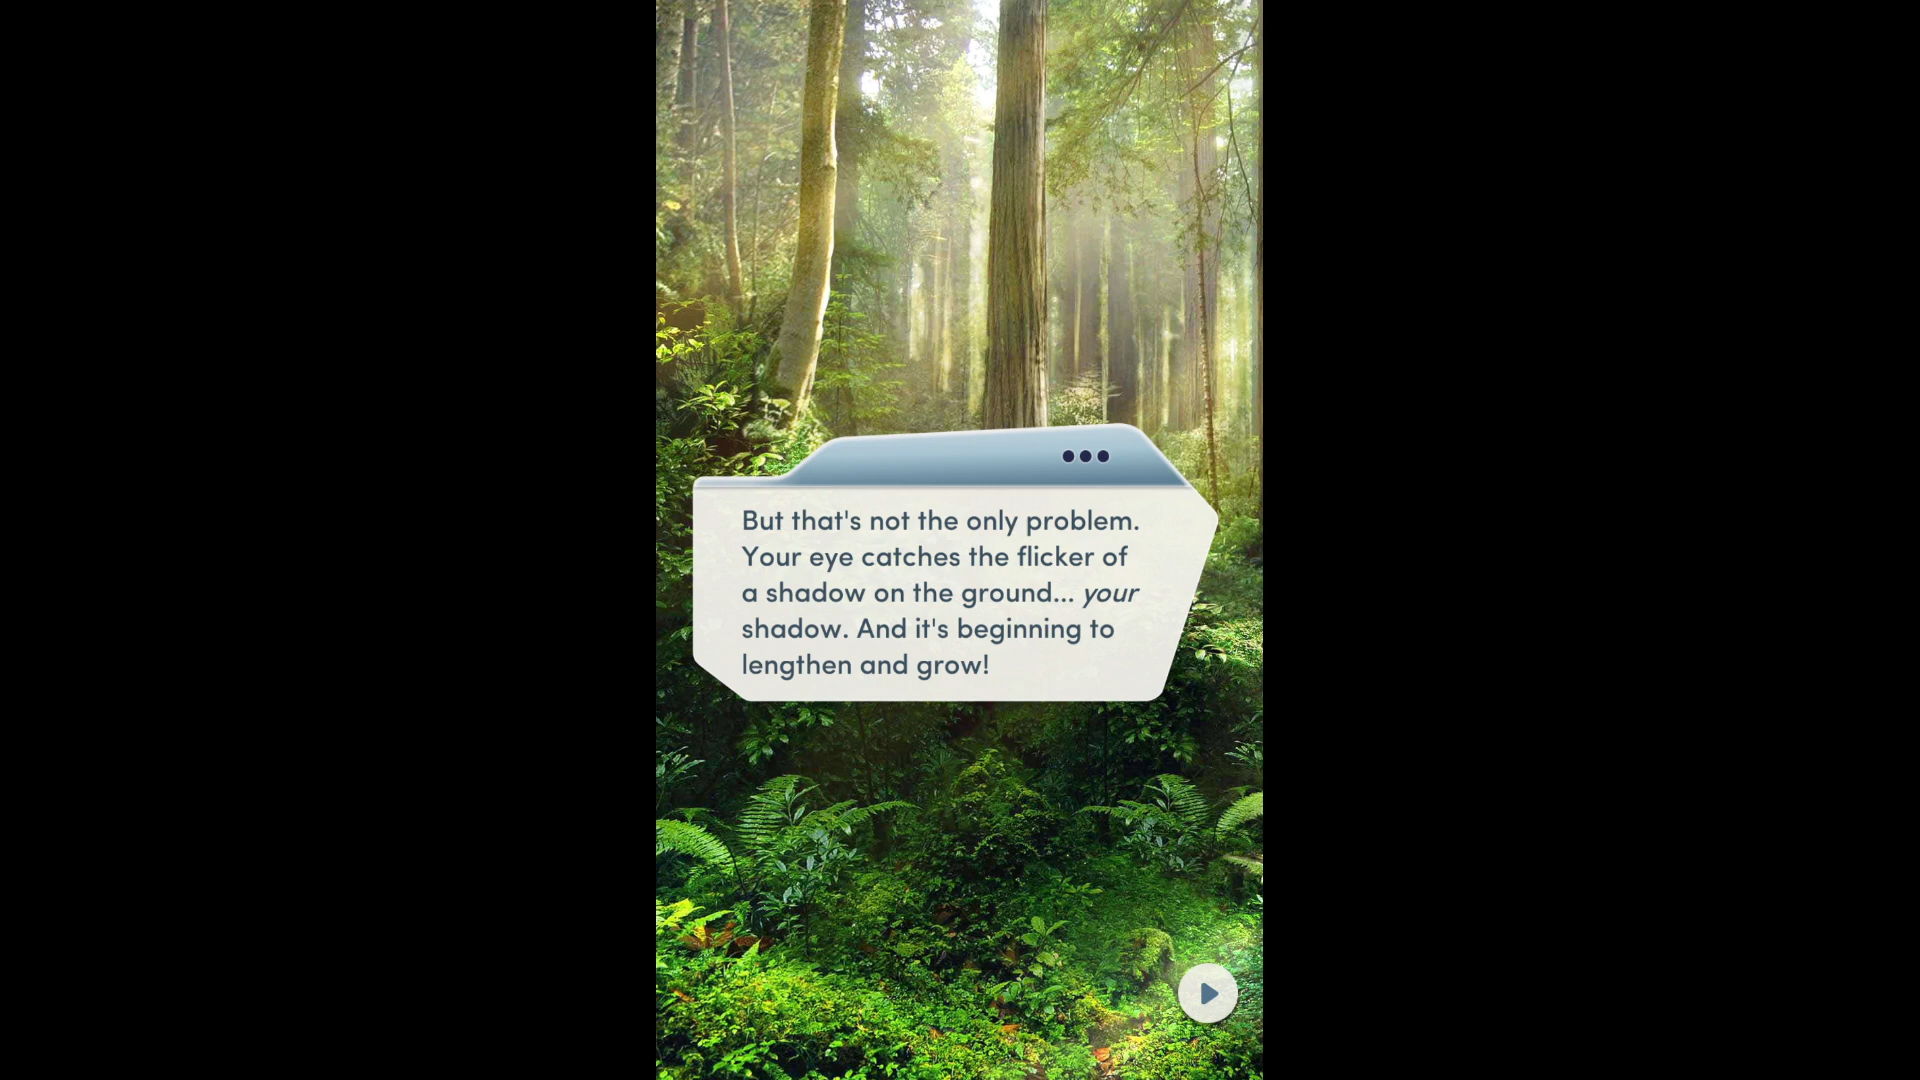 But that's not the only problem.
Your eye catches the flicker of
a shadow on the ground... your
shadow. And it's beginning to
lengthen and grow!